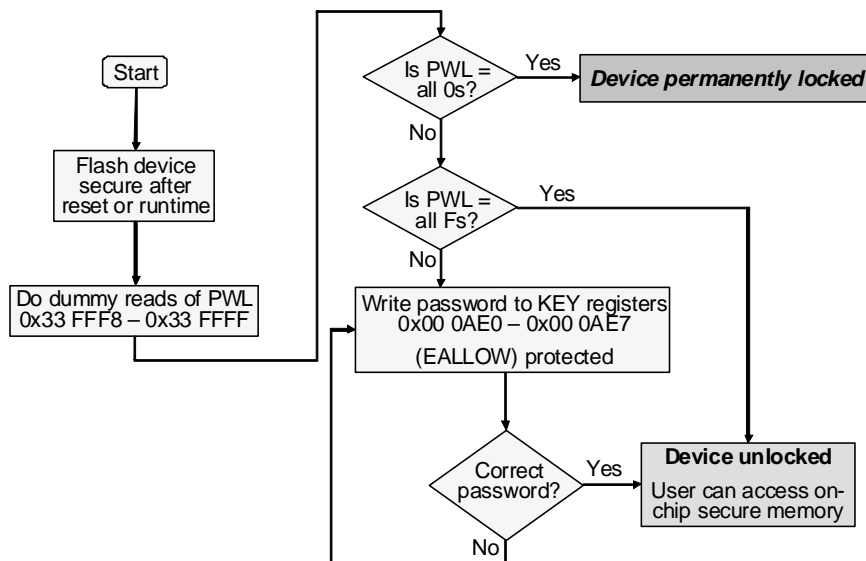 Start
Flash device
secure after
reset or runtime
Do dummy reads of PWL
0x33 FFF8 – 0x33 FFFF
Is PWL =
all 0s?
Yes
Device permanently locked
No
Is PWL =
all Fs?
Yes
No
Write password to KEY registers
0x00 0AE0 – 0x00 0AE7
(EALLOW) protected
Correct
password?
Yes
Device unlocked
User can access on-
chip secure memory
No